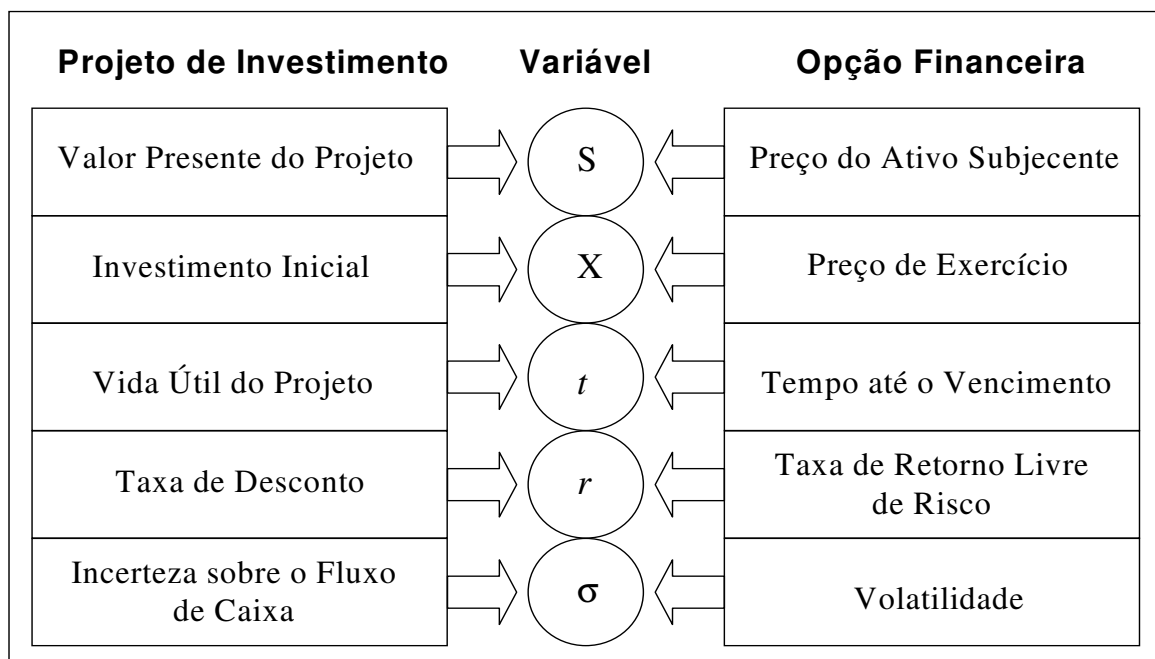 Projeto de Investimento Variável Opção Financeira
Valor Presente do Projeto S Preço do Ativo Subjecente
Investimento Inicial X Preço de Exercício
Vida Útil do Projeto t Tempo até o Vencimento
Taxa de Desconto r Taxa de Retorno Livre
de Risco
Incerteza sobre o Fluxo
de Caixa σ Volatilidade